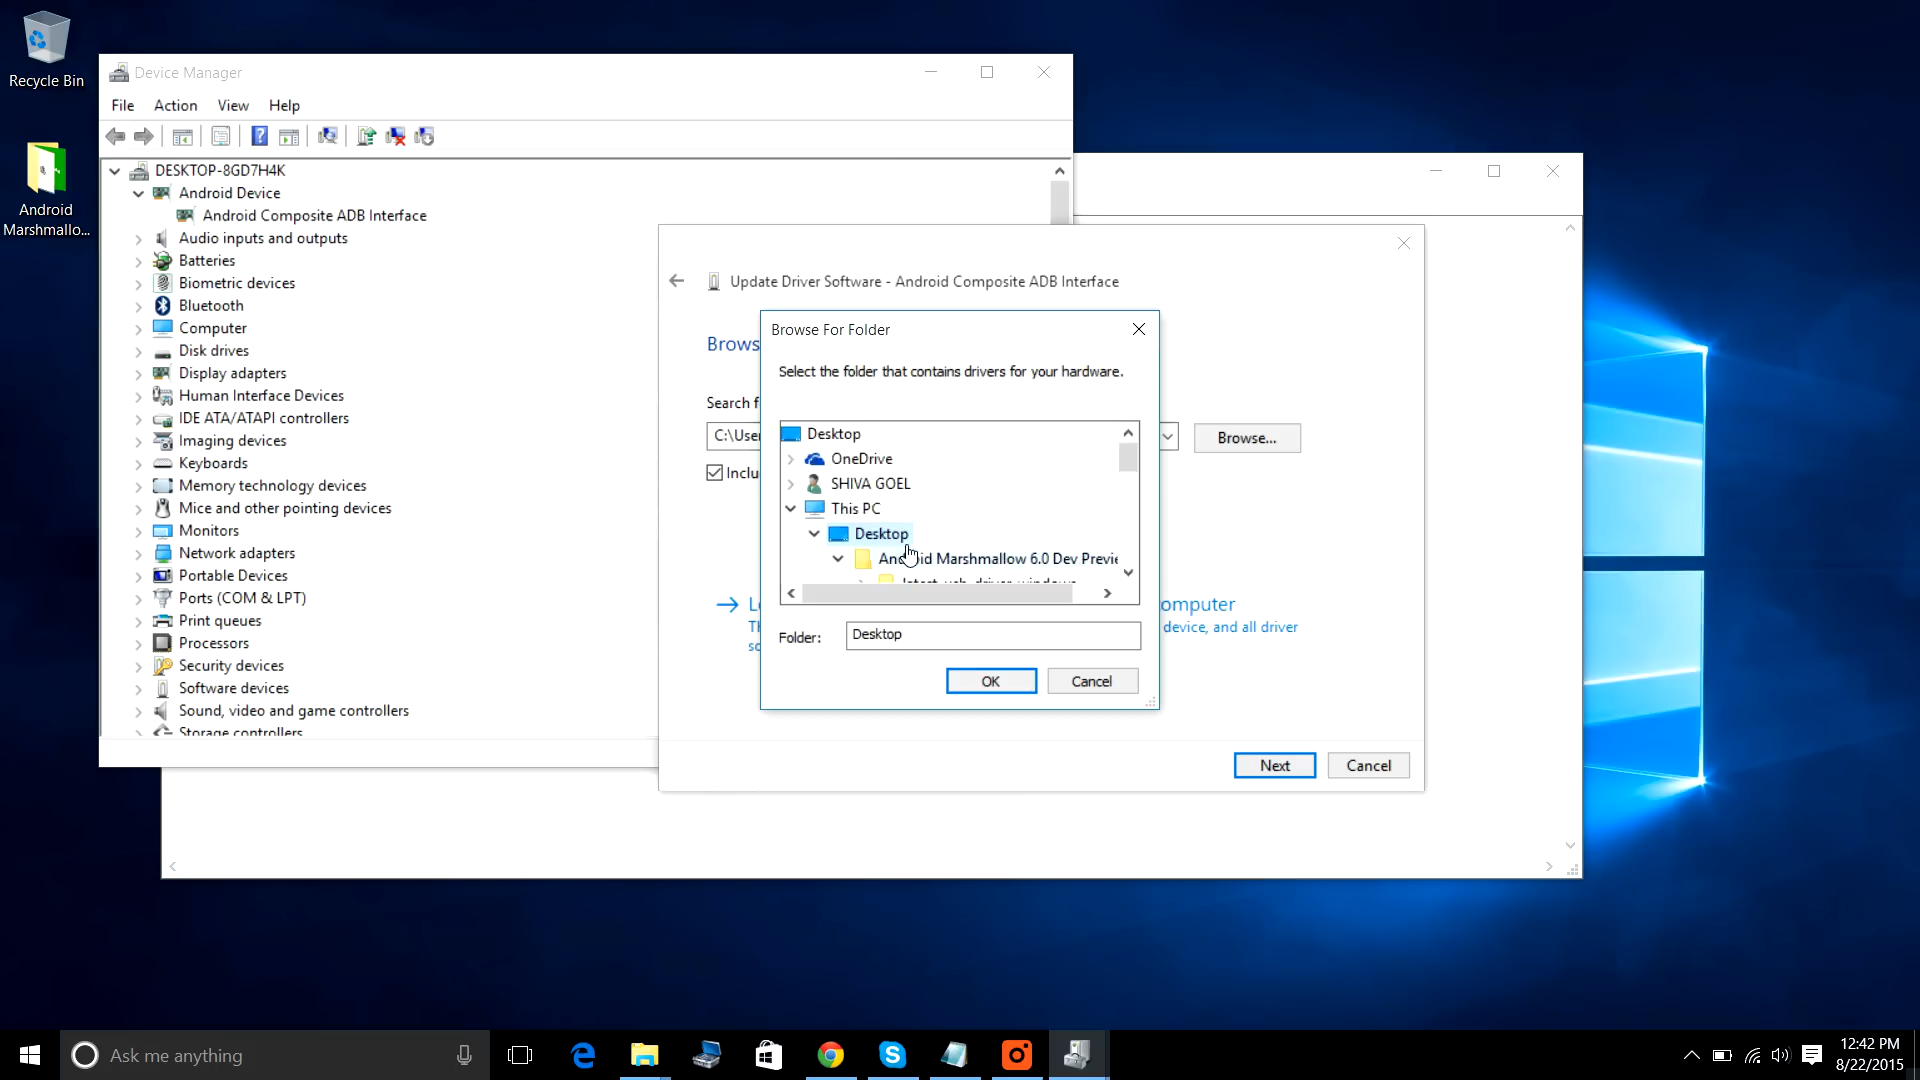 Recycle Bin
Android
Marshmallo...
Device Manager
File Action View Help
DESKTOP-8GD7H4K
Android Device
Android Composite ADB Interface
Audio inputs and outputs
Batteries
Biometric devices
Bluetooth
Computer
Disk drives
Display adapters
Human Interface Devices
IDE ATA/ATAPI controllers
Imaging devices
Keyboards
Memory technology devices
Mice and other pointing devices
Monitors
Network adapters
Portable Devices
Ports (COM & LPT)
Print queues
Processors
Security devices
Software devices
Sound, video and game controllers
Storage controllers
Update Driver Software - Android Composite ADB Interface
Brows
Search f
C:\User
Browse...
Inclu
omputer
device, and all driver
Next
Cancel
Browse For Folder
Select the folder that contains drivers for your hardware.
Desktop
OneDrive
SHIVA GOEL
This PC
Desktop
Android Marshmallow 6.0 Dev Previe
latest_usb_driver_windows
Folder: Desktop
OK
Cancel
Ask me anything
12:42 PM
8/22/2015